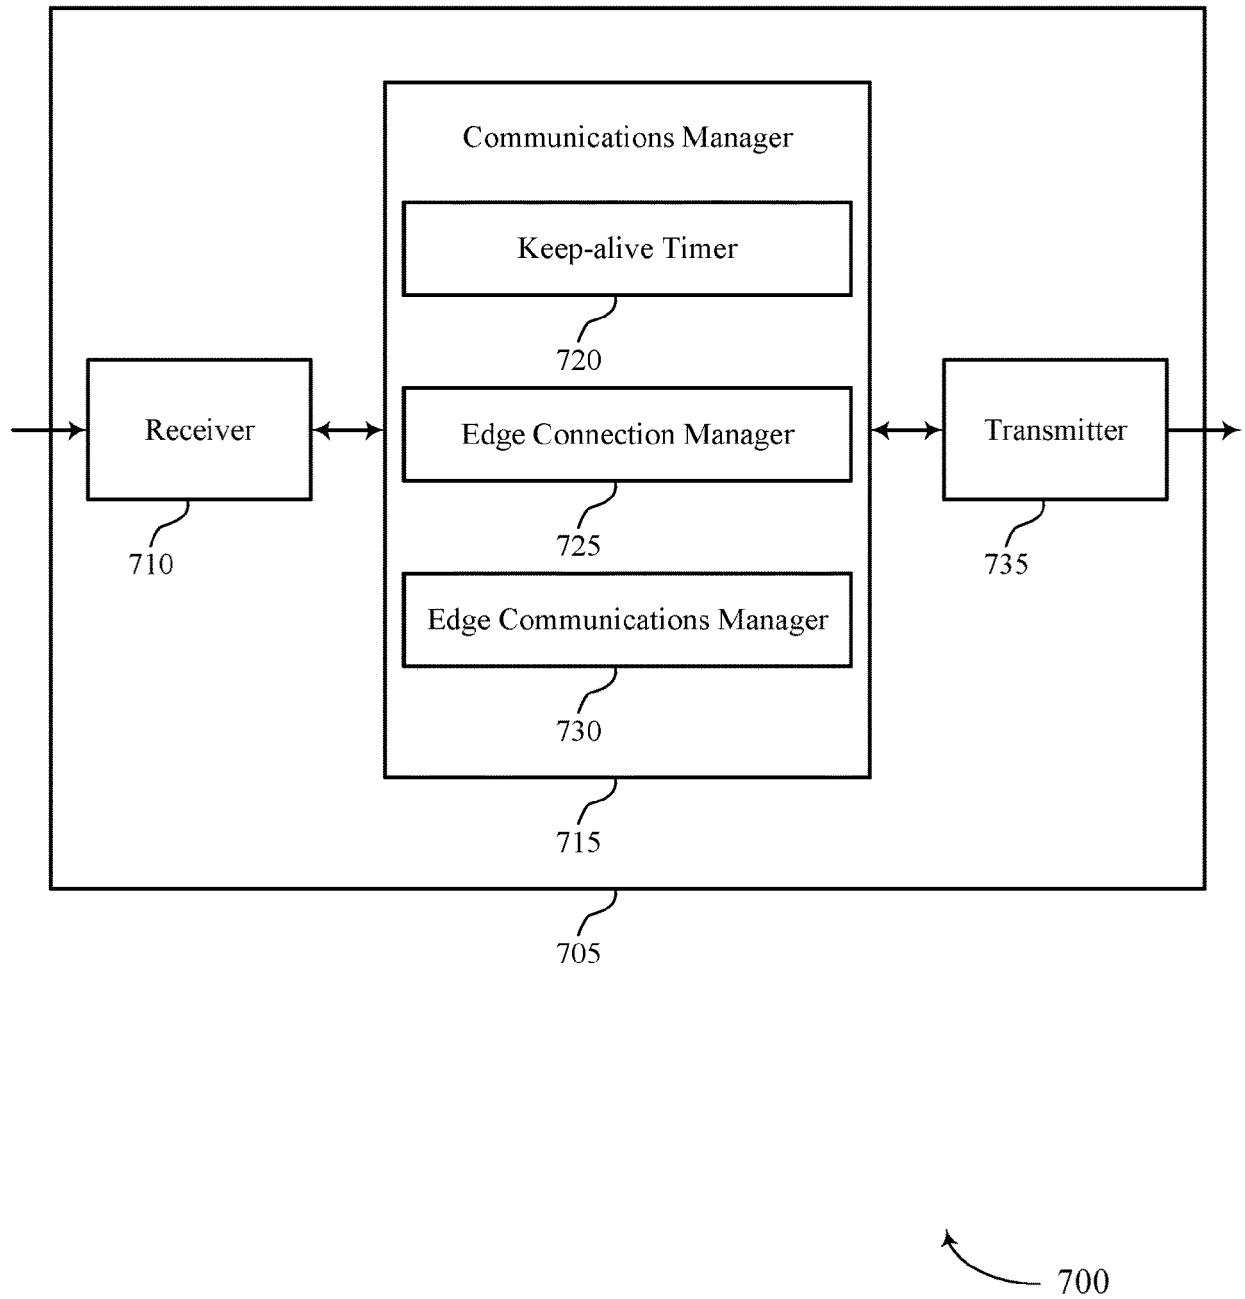 Communications Manager
Keep-alive Timer
720
Receiver
710
Edge Connection Manager
725
Transmitter
735
Edge Communications Manager
730
715
705
700